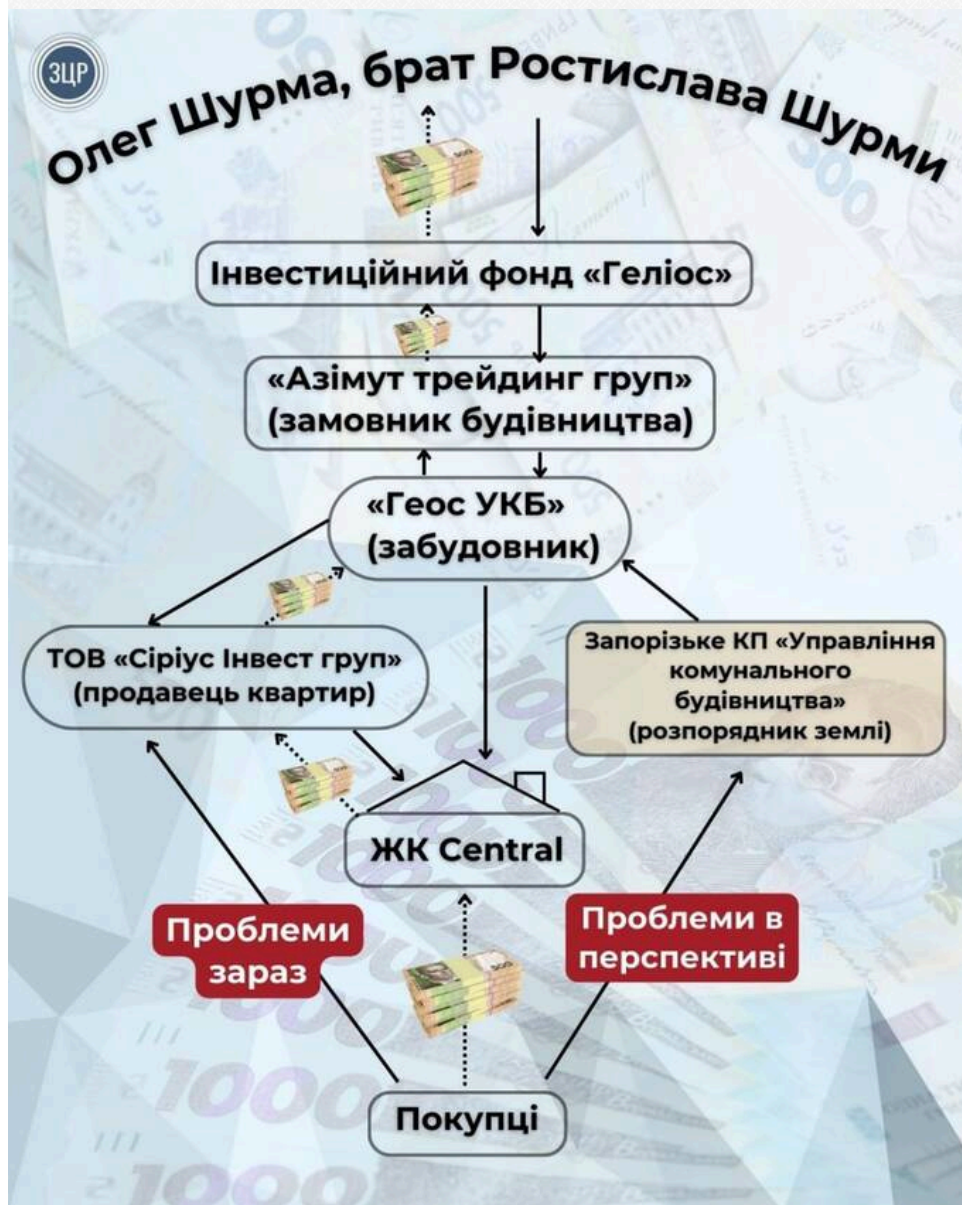 ЗЦР
Олег Шурма, брат Ростислава Шурми
Інвестиційний фонд «Геліос»
«Азімут трейдинг груп»
(замовник будівництва)
«Геос УКБ»
(забудовник)
ТОВ «Сіріус Інвест груп»
(продавець квартир)
Запорізьке КП «Управління
комунального
будівництва»
(розпорядник землі)
ЖК Central
Проблеми
зараз
Проблеми в
перспективі
Покупці